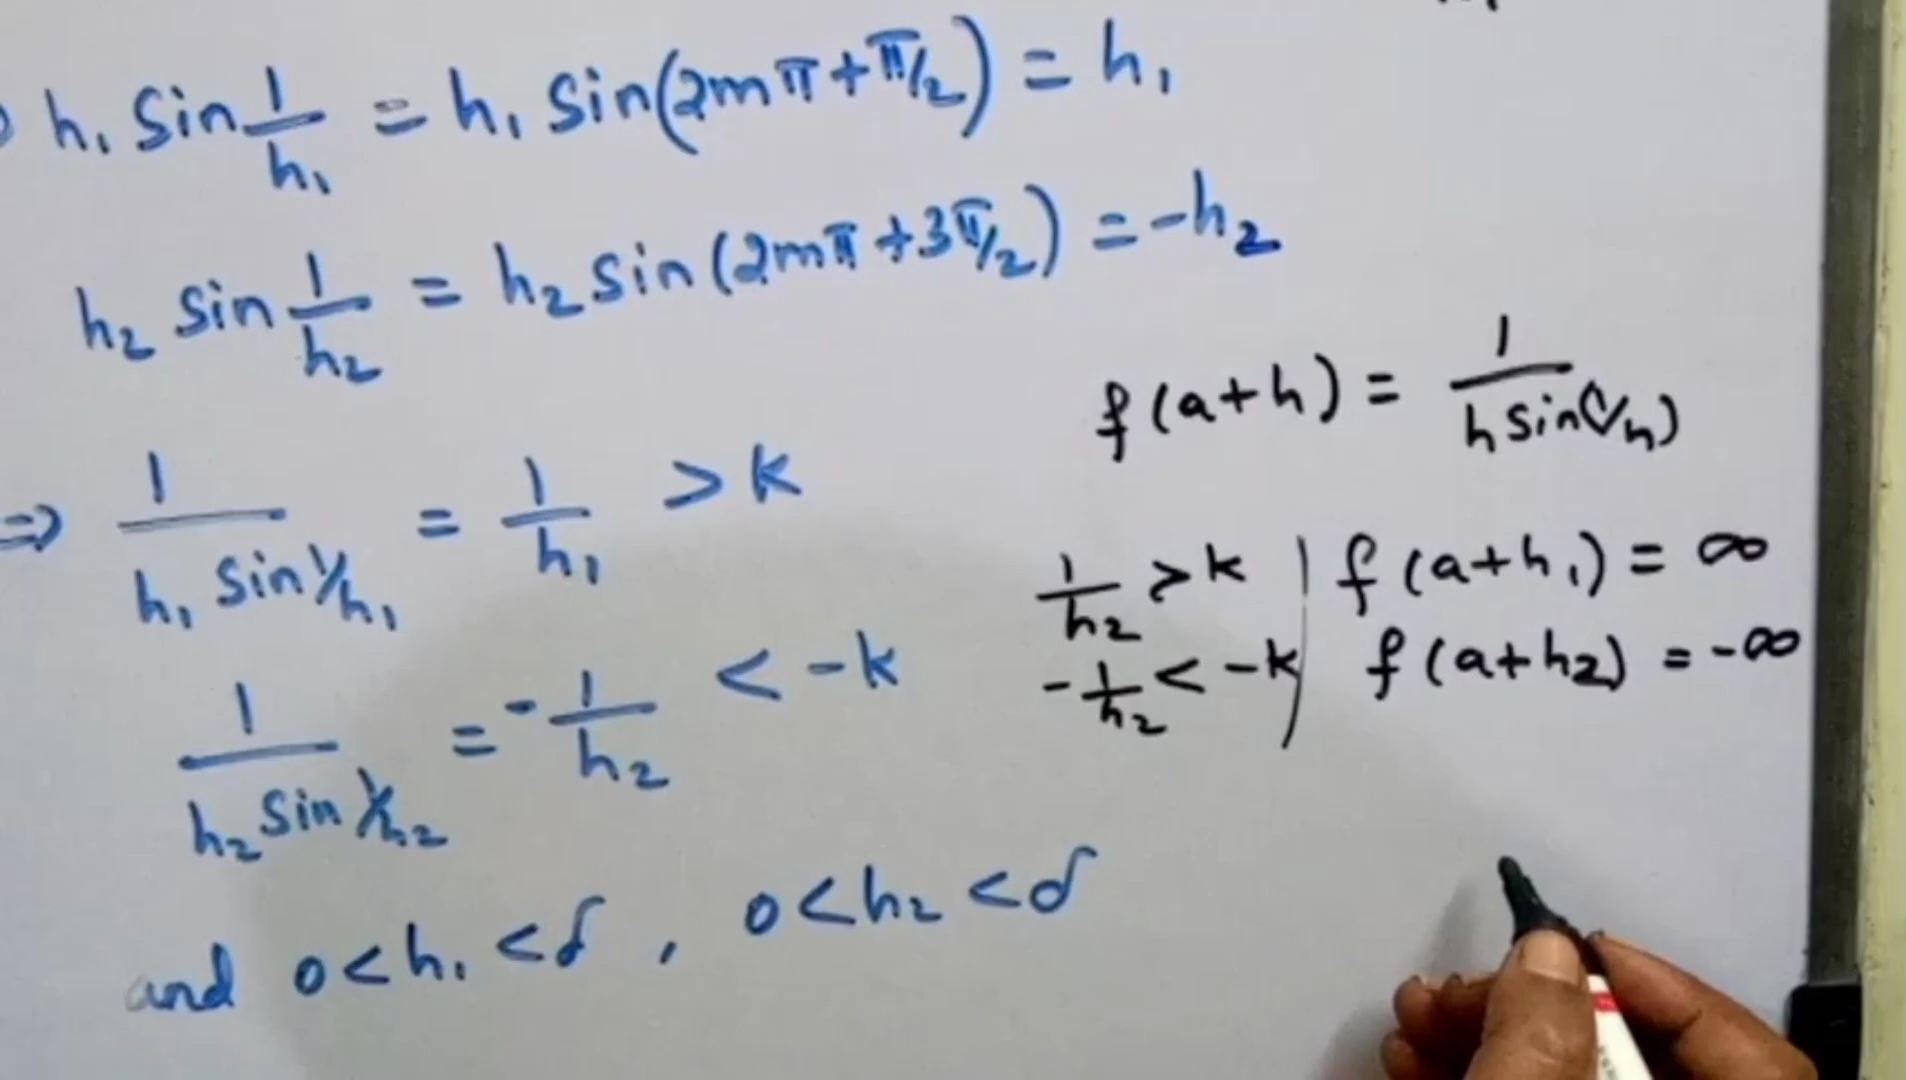 h₁ sin 1/h₁ = h₁ sin(2mπ + π/2) = h₁
h₂ sin 1/h₂ = h₂ sin(2mπ + 3π/2) = -h₂
f(a+h) = 1/(h sin(1/h))
⇒ 1/(h₁ sin 1/h₁) = 1/h₁ > k
1/h₂ > k | f(a+h₁) = ∞
-1/h₂ < -k | f(a+h₂) = -∞
1/(h₂ sin 1/h₂) = -1/h₂ < -k
and 0 < h₁ < δ, 0 < h₂ < δ